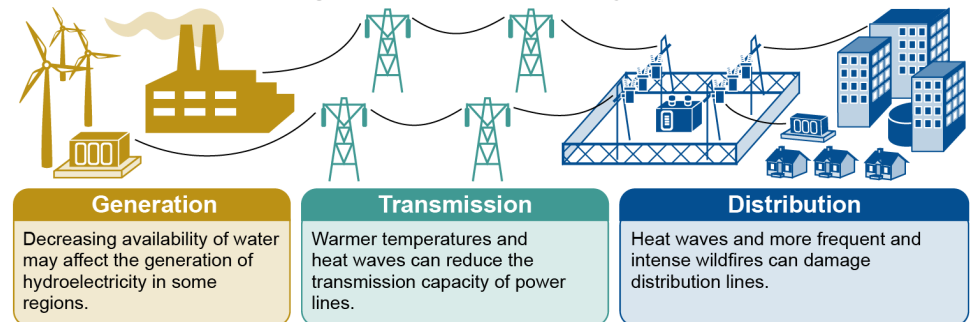 Generation
Decreasing availability of water
may affect the generation of
hydroelectricity in some
regions.
Transmission
Warmer temperatures and
heat waves can reduce the
transmission capacity of power
lines.
Distribution
Heat waves and more frequent and
intense wildfires can damage
distribution lines.